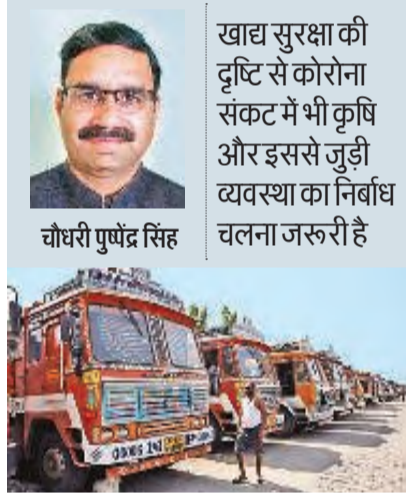 खाद्य सुरक्षा की
दृष्टि से कोरोना
संकट में भी कृषि
और इससे जुड़ी
व्यवस्था का निर्बाध
चलना जरूरी है
चौधरी पुष्पेंद्र सिंह